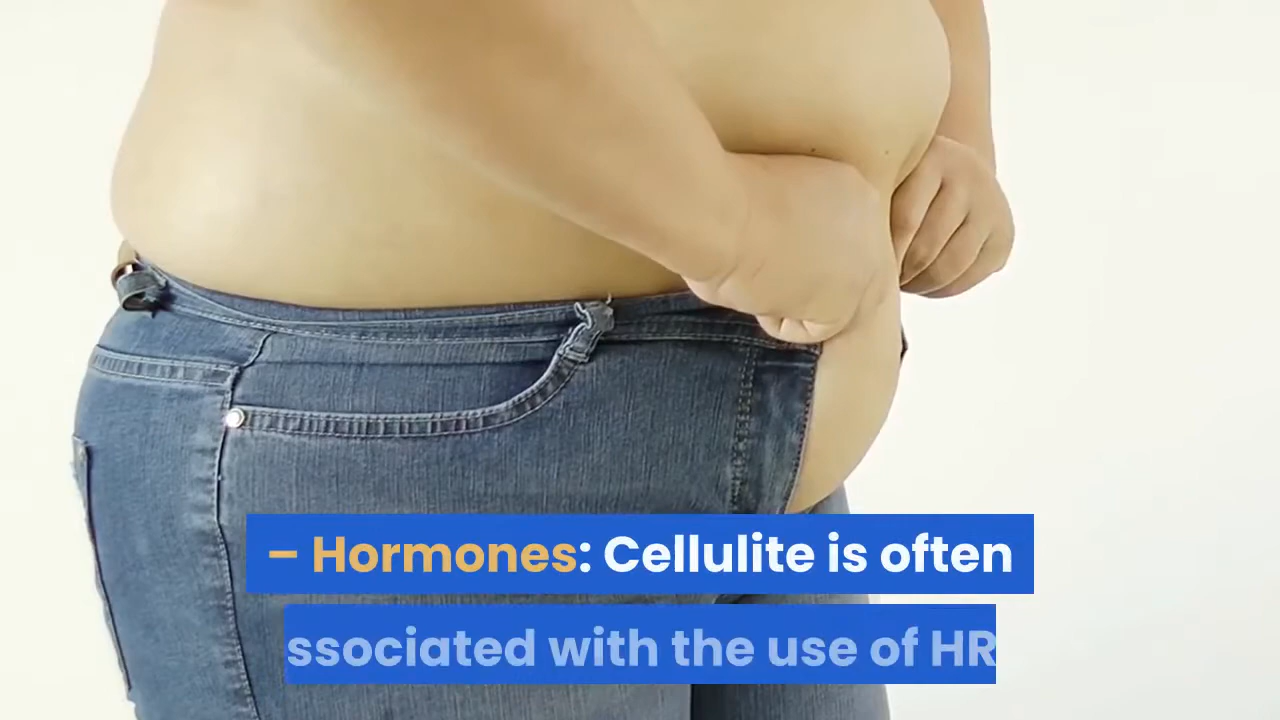 – Hormones: Cellulite is often
ssociated with the use of HR